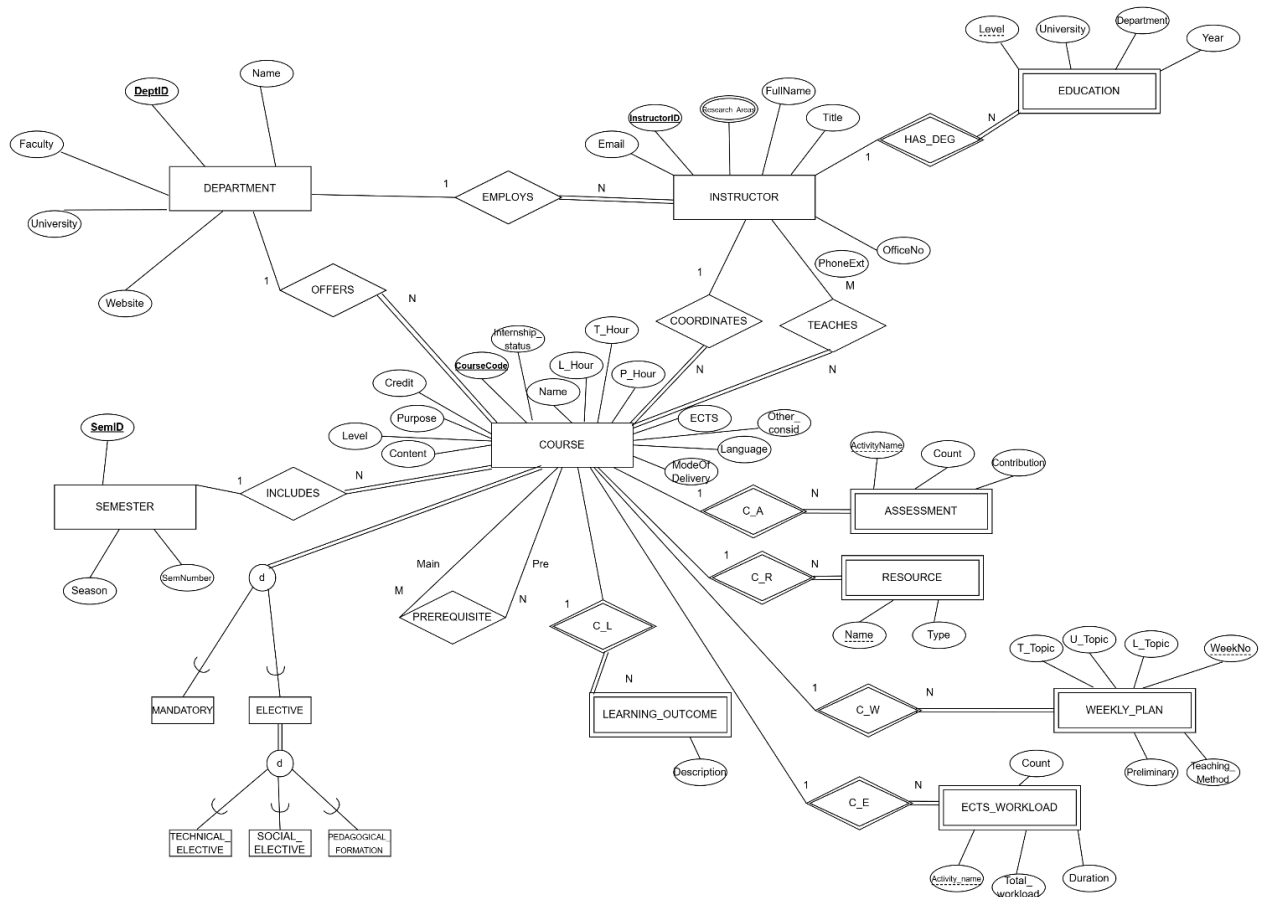 Level
University
Department
Year
EDUCATION
Name
DeptID
Faculty
University
Website
DEPARTMENT
1
EMPLOYS
N
Email
InstructorID
Research_Areas
FullName
Title
INSTRUCTOR
OfficeNo
PhoneExt
1
HAS_DEG
N
1
OFFERS
N
1
COORDINATES
N
M
TEACHES
N
Internship_
status
T_Hour
L_Hour
P_Hour
CourseCode
Name
Credit
Purpose
Level
Content
COURSE
ECTS
Other_
consid
Language
ModeOf
Delivery
SemID
SEMESTER
Season
SemNumber
1
INCLUDES
N
d
MANDATORY
ELECTIVE
d
TECHNICAL_
ELECTIVE
SOCIAL_
ELECTIVE
PEDAGOGICAL_
FORMATION
Main
Pre
M
N
PREREQUISITE
1
C_L
N
LEARNING_OUTCOME
Description
1
C_A
N
ActivityName
Count
Contribution
ASSESSMENT
1
C_R
N
RESOURCE
Name
Type
1
C_W
N
T_Topic
U_Topic
L_Topic
WeekNo
WEEKLY_PLAN
Preliminary
Teaching_
Method
1
C_E
N
Count
ECTS_WORKLOAD
Activity_name
Total_
workload
Duration